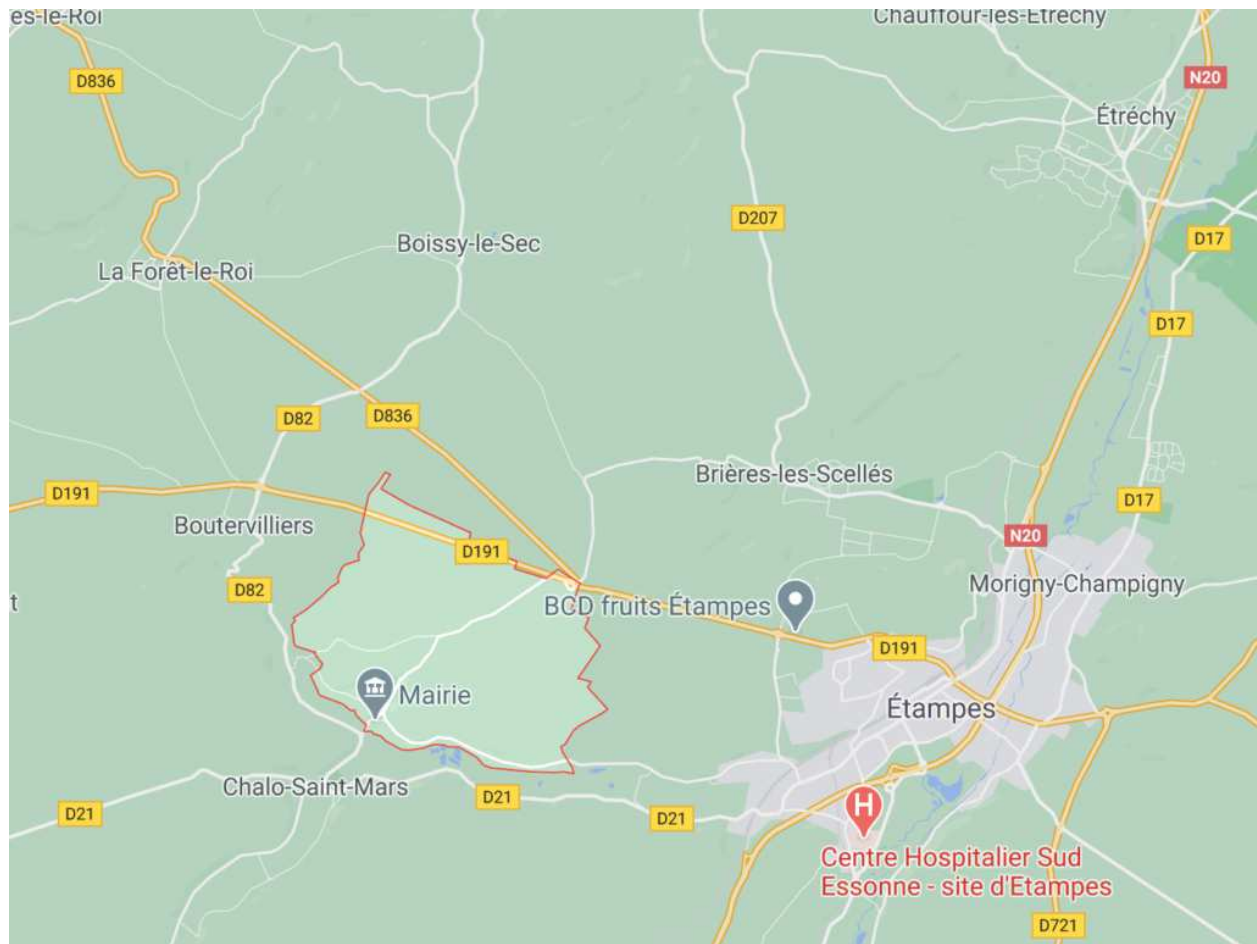 es-le-Roi
Chauffour-lès-Étréchy
D836
N20
Étréchy
D207
D17
Boissy-le-Sec
La Forêt-le-Roi
D17
D82
D836
Brières-les-Scellés
D191
D17
Boutervilliers
N20
D191
D82
Morigny-Champigny
t
BCD fruits Étampes
D191
Mairie
Étampes
Chalo-Saint-Mars
D21
D21
D21
H
Centre Hospitalier Sud
Essonne - site d'Etampes
D721